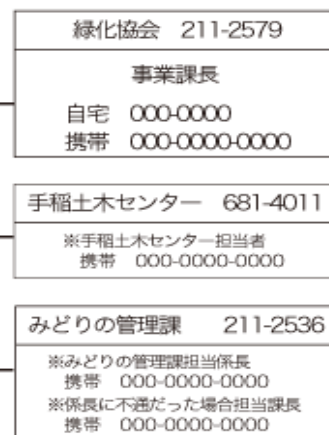 緑化協会 211-2579
事業課長
自宅 000-0000
携帯 000-0000-0000
手稲土木センター 681-4011
※手稲土木センター担当者
携帯 000-0000-0000
みどりの管理課 211-2536
※みどりの管理課担当係長
携帯 000-0000-0000
※係長に不通だった場合担当課長
携帯 000-0000-0000